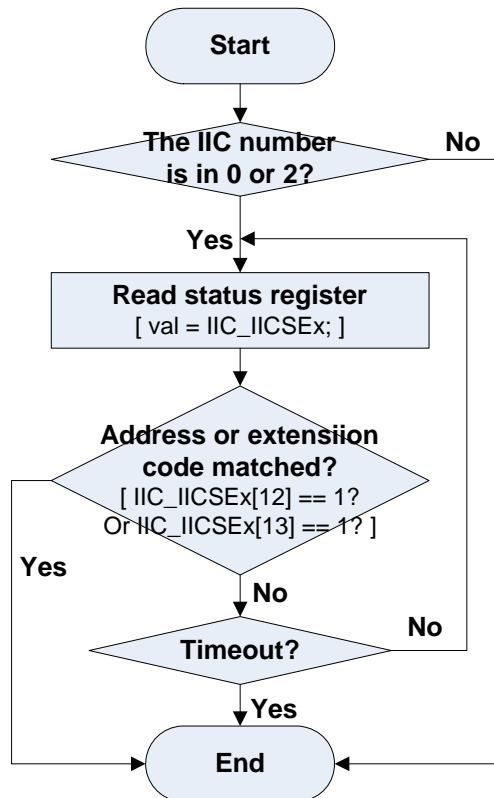 Start
The IIC number
is in 0 or 2?
No
Yes
Read status register
[ val = IIC_IICSEx; ]
Address or extensiion
code matched?
[ IIC_IICSEx[12] == 1?
Or IIC_IICSEx[13] == 1? ]
Yes
No
No
Timeout?
Yes
End